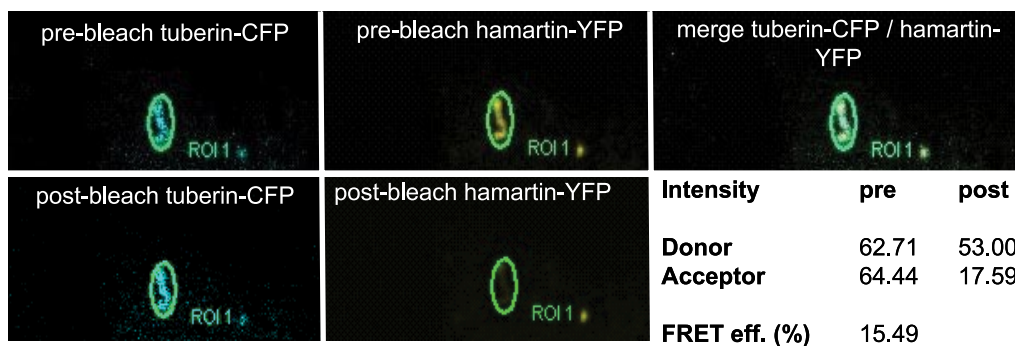 pre-bleach tuberin-CFP
pre-bleach hamartin-YFP
merge tuberin-CFP / hamartin-
YFP
ROI 1
ROI 1
ROI 1
post-bleach tuberin-CFP
post-bleach hamartin-YFP
ROI 1
ROI 1
Intensity pre post
Donor 62.71 53.00
Acceptor 64.44 17.59
FRET eff. (%) 15.49